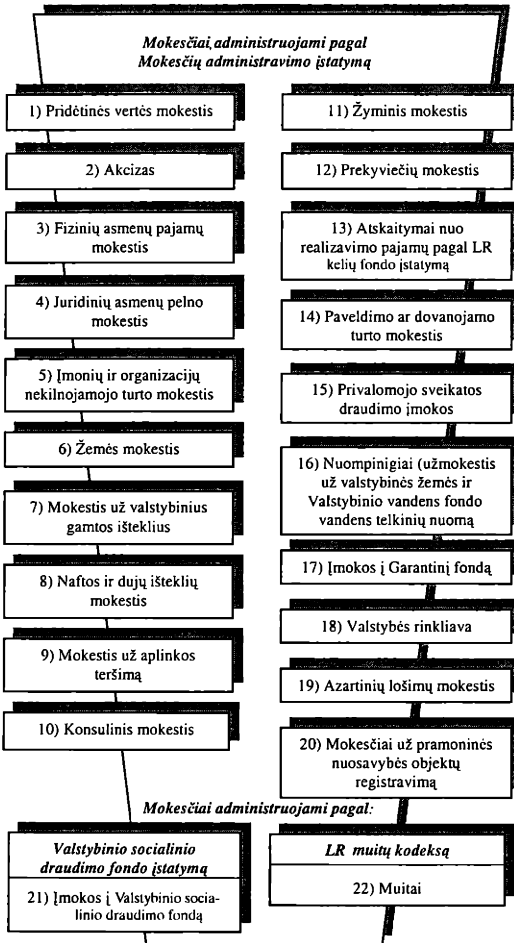 Mokesčiai, administruojami pagal
Mokesčių administravimo įstatymą
1) Pridėtinės vertės mokestis
2) Akcizas
3) Fizinių asmenų pajamų
mokestis
4) Juridinių asmenų pelno
mokestis
5) Įmonių ir organizacijų
nekilnojamojo turto mokestis
6) Žemės mokestis
7) Mokestis už valstybinius
gamtos išteklius
8) Naftos ir dujų išteklių
mokestis
9) Mokestis už aplinkos
teršimą
10) Konsulinis mokestis
11) Žyminis mokestis
12) Prekyviečių mokestis
13) Atskaitymai nuo
realizavimo pajamų pagal LR
kelių fondo įstatymą
14) Paveldimo ar dovanojamo
turto mokestis
15) Privalomojo sveikatos
draudimo įmokos
16) Nuompinigiai (užmokestis
už valstybinės žemės ir
Valstybinio vandens fondo
vandens telkinių nuomą
17) Įmokos į Garantinį fondą
18) Valstybės rinkliava
19) Azartinių lošimų mokestis
20) Mokesčiai už pramoninės
nuosavybės objektų
registravimą
Mokesčiai administruojami pagal:
Valstybinio socialinio
draudimo fondo įstatymą
21) Įmokos į Valstybinio socia-
linio draudimo fondą
LR muitų kodeksą
22) Muitai